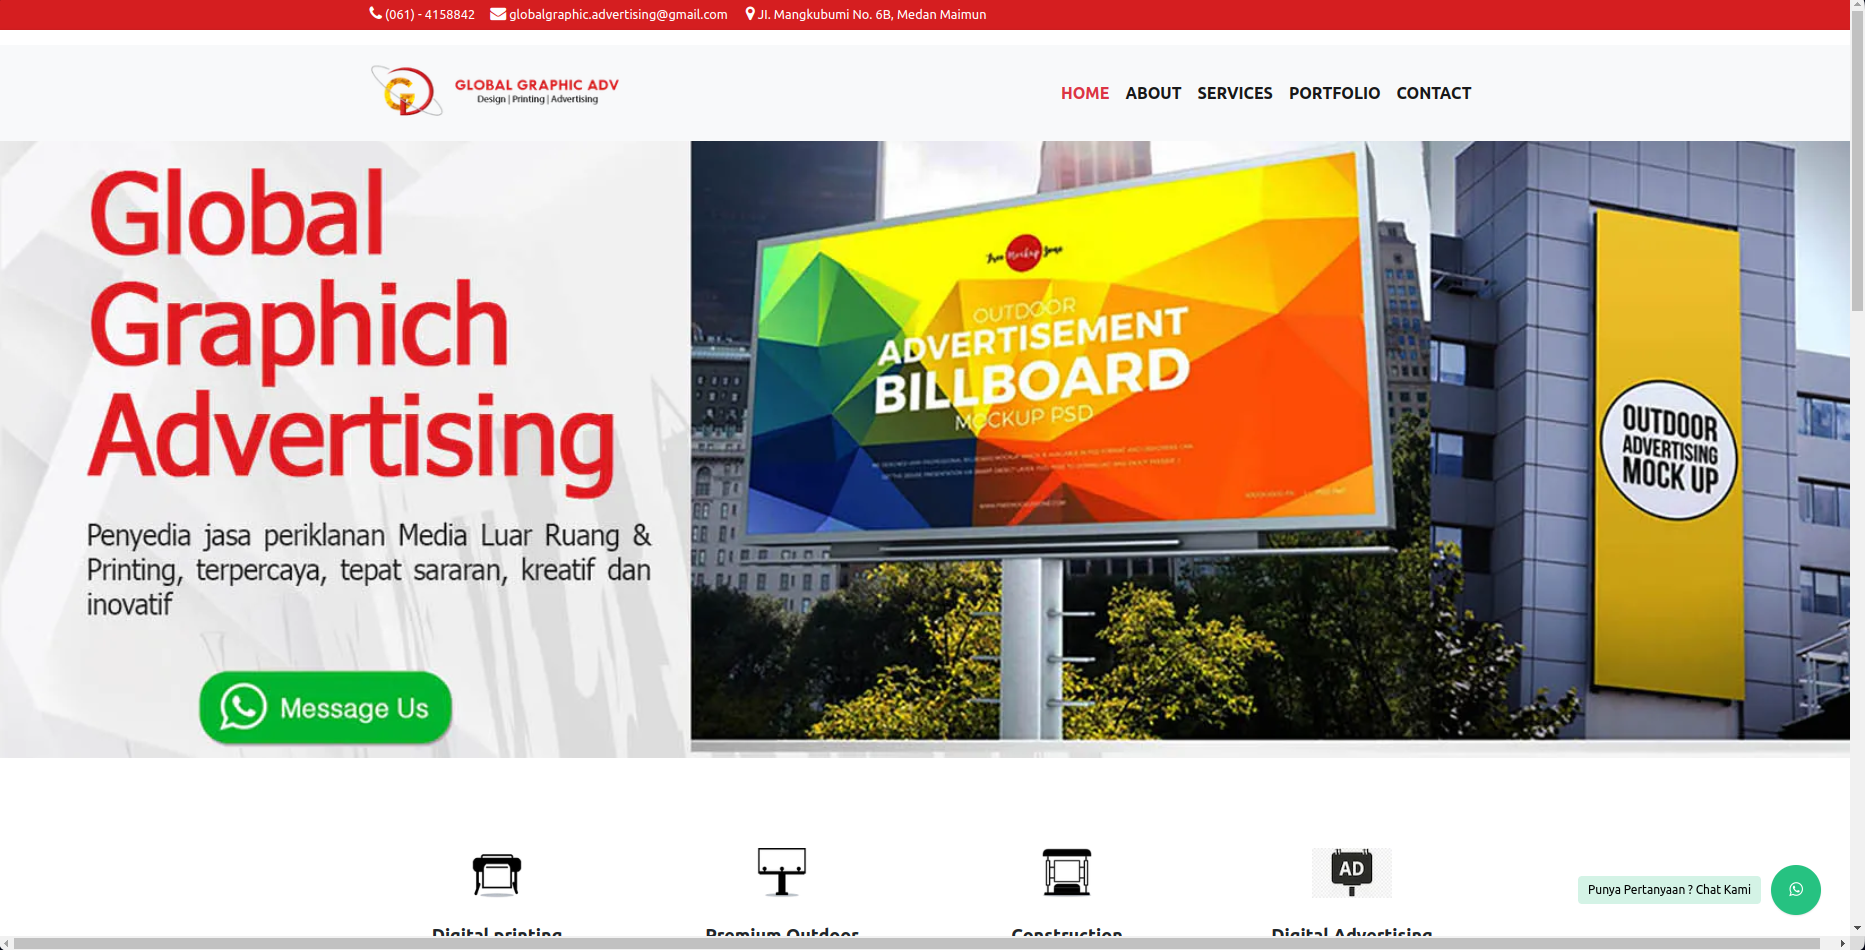 (061) - 4158842 globalgraphic.advertising@gmail.com Jl. Mangkubumi No. 6B, Medan Maimun
GLOBAL GRAPHIC ADV
Design | Printing | Advertising
HOME ABOUT SERVICES PORTFOLIO CONTACT
Global
Graphich
Advertising
Penyedia jasa periklanan Media Luar Ruang &
Printing, terpercaya, tepat sararan, kreatif dan
inovatif
Message Us
Free Mockup Zone
OUTDOOR
ADVERTISEMENT
BILLBOARD
MOCKUP PSD
OUTDOOR
ADVERTISING
MOCK UP
AD
Punya Pertanyaan ? Chat Kami
Digital printing Premium Outdoor Construction Digital Advertising